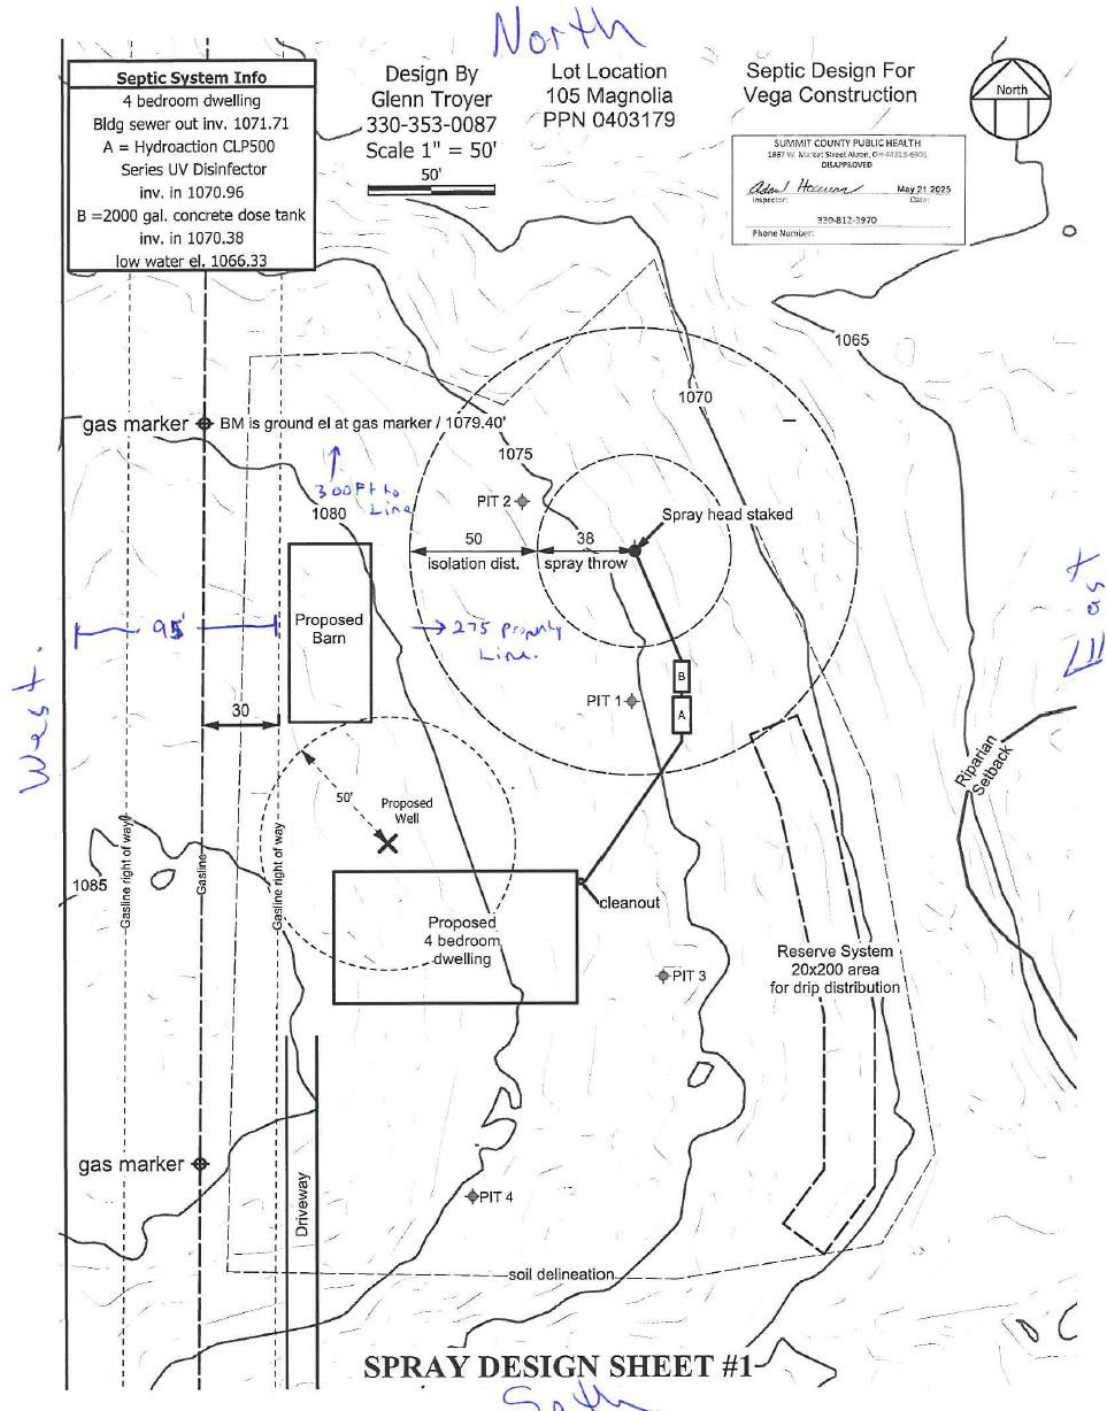 North
Septic System Info
4 bedroom dwelling
Bldg sewer out inv. 1071.71
A = Hydroaction CLP500
Series UV Disinfector
inv. in 1070.96
B =2000 gal. concrete dose tank
inv. in 1070.38
low water el. 1066.33
Design By
Glenn Troyer
330-353-0087
Scale 1" = 50'
50'
Lot Location
105 Magnolia
PPN 0403179
Septic Design For
Vega Construction
North
SUMMIT COUNTY PUBLIC HEALTH
1867 W. Market Street Akron, OH 44313-6901
DISAPPROVED
May 21 2025
Inspector:
Date:
330-812-3970
Phone Number:
1065
1070
gas marker
BM is ground el at gas marker / 1079.40'
1075
300 Ft to
Line
1080
PIT 2
Spray head staked
50
isolation dist.
38
spray throw
Proposed
Barn
95'
275 property
Line.
East
West.
B
A
PIT 1
30
Riparian
Setback
50'
Proposed
Well
1085
Gasline right of way
Gasline
Gasline right of way
cleanout
Proposed
4 bedroom
dwelling
Reserve System
20x200 area
for drip distribution
PIT 3
gas marker
PIT 4
Driveway
soil delineation
SPRAY DESIGN SHEET #1